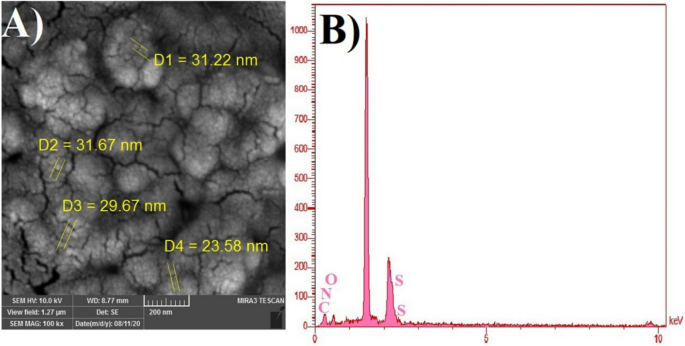 A)
D1 = 31.22 nm
D2 = 31.67 nm
D3 = 29.67 nm
D4 = 23.58 nm
SEM HV: 10.0 kV WD: 8.77 mm MIRA3 TESCAN
View field: 1.27 µm Det: SE
SEM MAG: 100 kx Date(m/d/y): 08/11/20 200 nm
B)
1000
900
800
700
600
500
400
300
200
100
0
O
N
C
S
S
0 5 10
keV